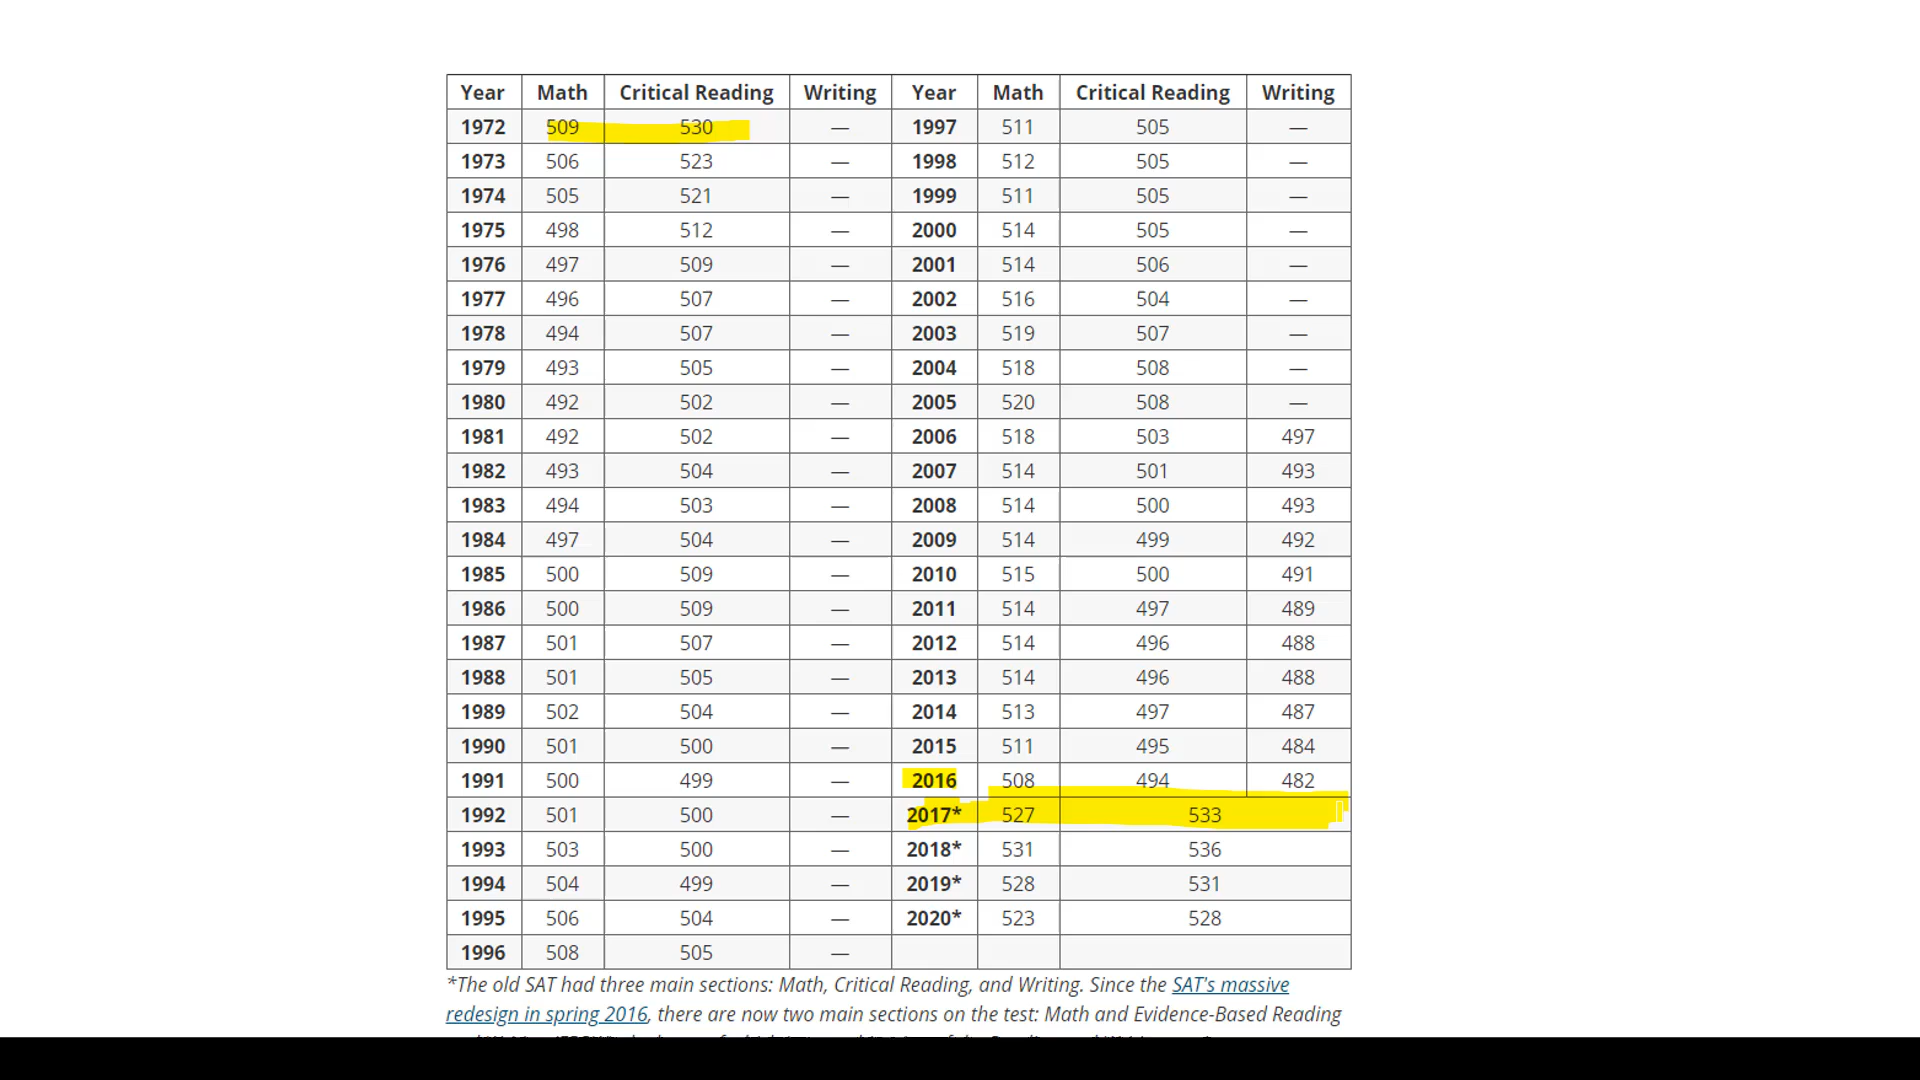 Year Math Critical Reading Writing Year Math Critical Reading Writing
1972 509 530 — 1997 511 505 —
1973 506 523 — 1998 512 505 —
1974 505 521 — 1999 511 505 —
1975 498 512 — 2000 514 505 —
1976 497 509 — 2001 514 506 —
1977 496 507 — 2002 516 504 —
1978 494 507 — 2003 519 507 —
1979 493 505 — 2004 518 508 —
1980 492 502 — 2005 520 508 —
1981 492 502 — 2006 518 503 497
1982 493 504 — 2007 514 501 493
1983 494 503 — 2008 514 500 493
1984 497 504 — 2009 514 499 492
1985 500 509 — 2010 515 500 491
1986 500 509 — 2011 514 497 489
1987 501 507 — 2012 514 496 488
1988 501 505 — 2013 514 496 488
1989 502 504 — 2014 513 497 487
1990 501 500 — 2015 511 495 484
1991 500 499 — 2016 508 494 482
1992 501 500 — 2017* 527 533
1993 503 500 — 2018* 531 536
1994 504 499 — 2019* 528 531
1995 506 504 — 2020* 523 528
1996 508 505 —
*The old SAT had three main sections: Math, Critical Reading, and Writing. Since the SAT's massive
redesign in spring 2016, there are now two main sections on the test: Math and Evidence-Based Reading